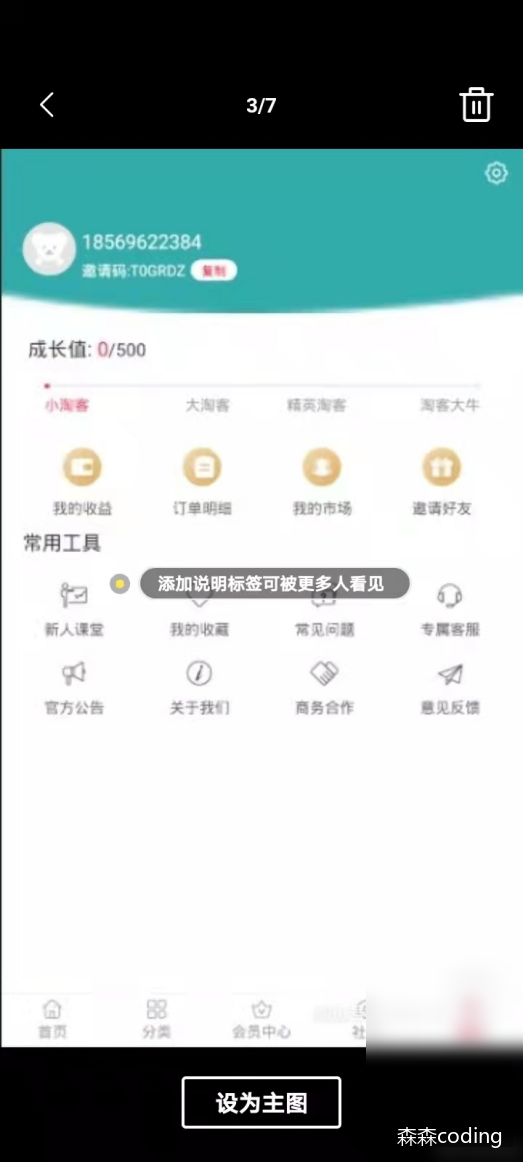 3/7
18569622384
邀请码:T0GRDZ 复制
成长值: 0/500
小淘客 大淘客 精英淘客 淘客大牛
我的收益 订单明细 我的市场 邀请好友
常用工具
添加说明标签可被更多人看见
新人课堂 我的收藏 常见问题 专属客服
官方公告 关于我们 商务合作 意见反馈
首页 分类 会员中心 社
设为主图
森森coding